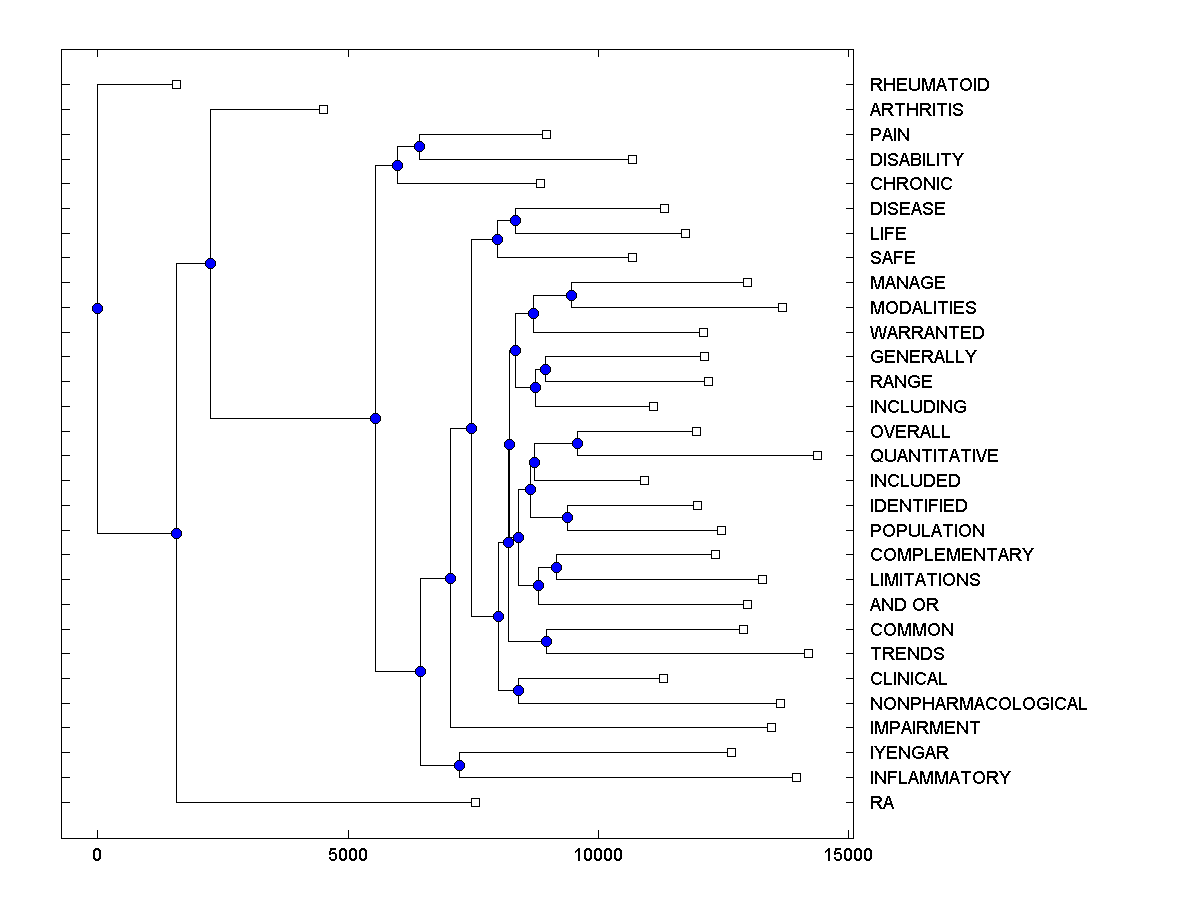 RHEUMATOID
ARTHRITIS
PAIN
DISABILITY
CHRONIC
DISEASE
LIFE
SAFE
MANAGE
MODALITIES
WARRANTED
GENERALLY
RANGE
INCLUDING
OVERALL
QUANTITATIVE
INCLUDED
IDENTIFIED
POPULATION
COMPLEMENTARY
LIMITATIONS
AND OR
COMMON
TRENDS
CLINICAL
NONPHARMACOLOGICAL
IMPAIRMENT
IYENGAR
INFLAMMATORY
RA
0 5000 10000 15000